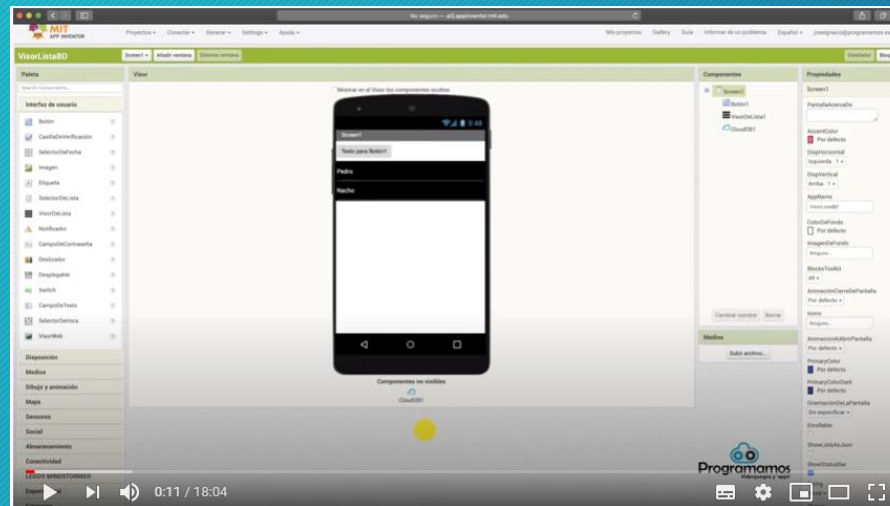 No seguro — ai2.appinventor.mit.edu
MIT
APP INVENTOR
Proyectos
Conectar
Generar
Settings
Ayuda
Mis proyectos
Gallery
Guía
Informar de un problema
Español
VisorListaBD
Screen1
Añadir ventana
Eliminar ventana
Diseñador
Paleta
Search Components...
Interfaz de usuario
Botón
CasillaDeVerificación
SelectorDeFecha
Imagen
Etiqueta
SelectorDeLista
VisorDeLista
Notificador
CampoDeContraseña
Deslizador
Desplegable
Switch
CampoDeTexto
SelectorDeHora
VisorWeb
Disposición
Medios
Dibujo y animación
Maps
Sensores
Social
Almacenamiento
Conectividad
LEGO® MINDSTORMS®
Visor
Mostrar en el Visor los componentes ocultos
9:48
Screen1
Texto para Botón1
Pedro
Nacho
Componentes no visibles
CloudDB1
Componentes
Screen1
Botón1
VisorDeLista1
CloudDB1
Cambiar nombre
Borrar
Medios
Subir archivo...
Propiedades
Screen1
PantallaAcercaDe
AccentColor
Por defecto
DispHorizontal
Izquierda : 1
DispVertical
Arriba : 1
AppName
VisorListaBD
ColorDeFondo
Por defecto
ImagenDeFondo
Ninguno...
BlocksToolkit
All
AnimaciónCierreDePantalla
Por defecto
Icono
Ninguno...
AnimaciónAlAbrirPantalla
Por defecto
PrimaryColor
Por defecto
PrimaryColorDark
Por defecto
OrientaciónDeLaPantalla
Sin especificar
Enrollable
ShowListsAsJson
ShowStatusBar
Programamos
Videojuegos y 'apps'
0:11 / 18:04